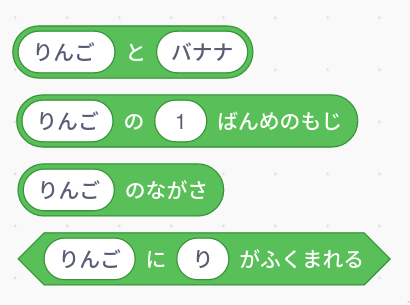 りんご と バナナ
りんご の 1 ばんめのもじ
りんご のながさ
りんご に り がふくまれる